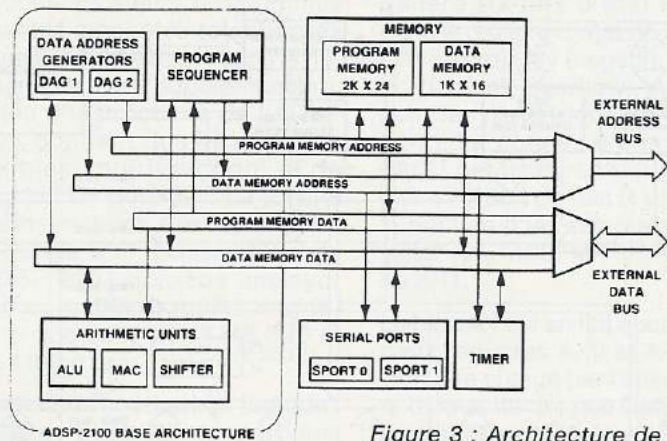 DATA ADDRESS
GENERATORS
DAG 1
DAG 2
PROGRAM
SEQUENCER
MEMORY
PROGRAM
MEMORY
2K X 24
DATA
MEMORY
1K X 16
EXTERNAL
ADDRESS
BUS
PROGRAM MEMORY ADDRESS
DATA MEMORY ADDRESS
PROGRAM MEMORY DATA
DATA MEMORY DATA
EXTERNAL
DATA
BUS
ARITHMETIC UNITS
ALU
MAC
SHIFTER
SERIAL PORTS
SPORT 0
SPORT 1
TIMER
ADSP-2100 BASE ARCHITECTURE
Figure 3 : Architecture de